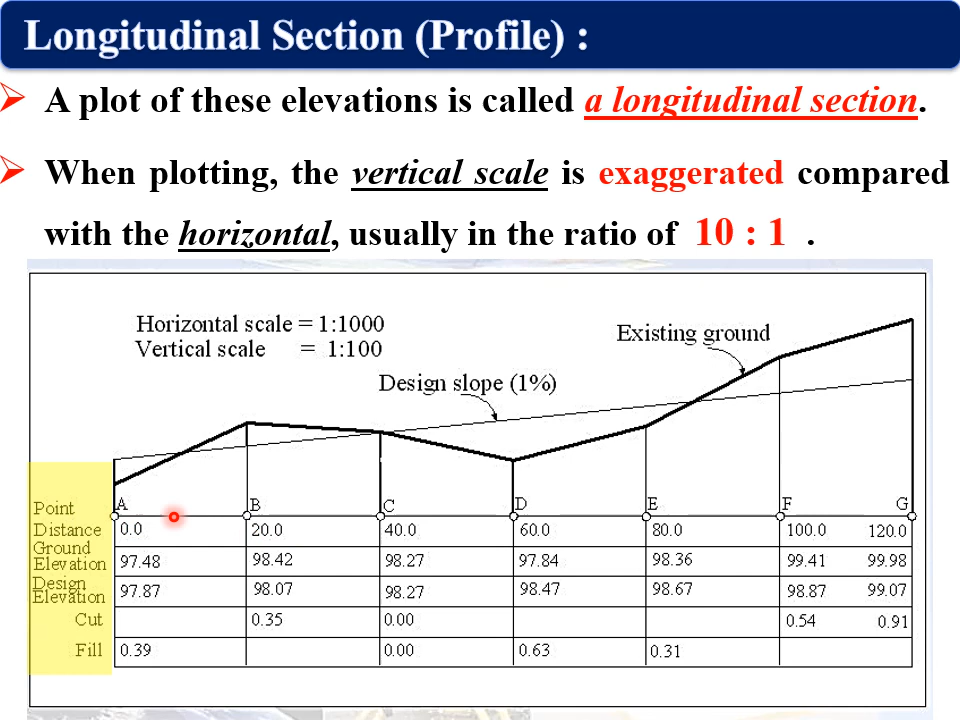 Longitudinal Section (Profile) :
A plot of these elevations is called a longitudinal section.
When plotting, the vertical scale is exaggerated compared
with the horizontal, usually in the ratio of 10 : 1 .
Horizontal scale = 1:1000
Vertical scale = 1:100
Existing ground
Design slope (1%)
Point A B C D E F G
Distance 0.0 20.0 40.0 60.0 80.0 100.0 120.0
Ground
Elevation 97.48 98.42 98.27 97.84 98.36 99.41 99.98
Design
Elevation 97.87 98.07 98.27 98.47 98.67 98.87 99.07
Cut 0.35 0.00 0.54 0.91
Fill 0.39 0.00 0.63 0.31